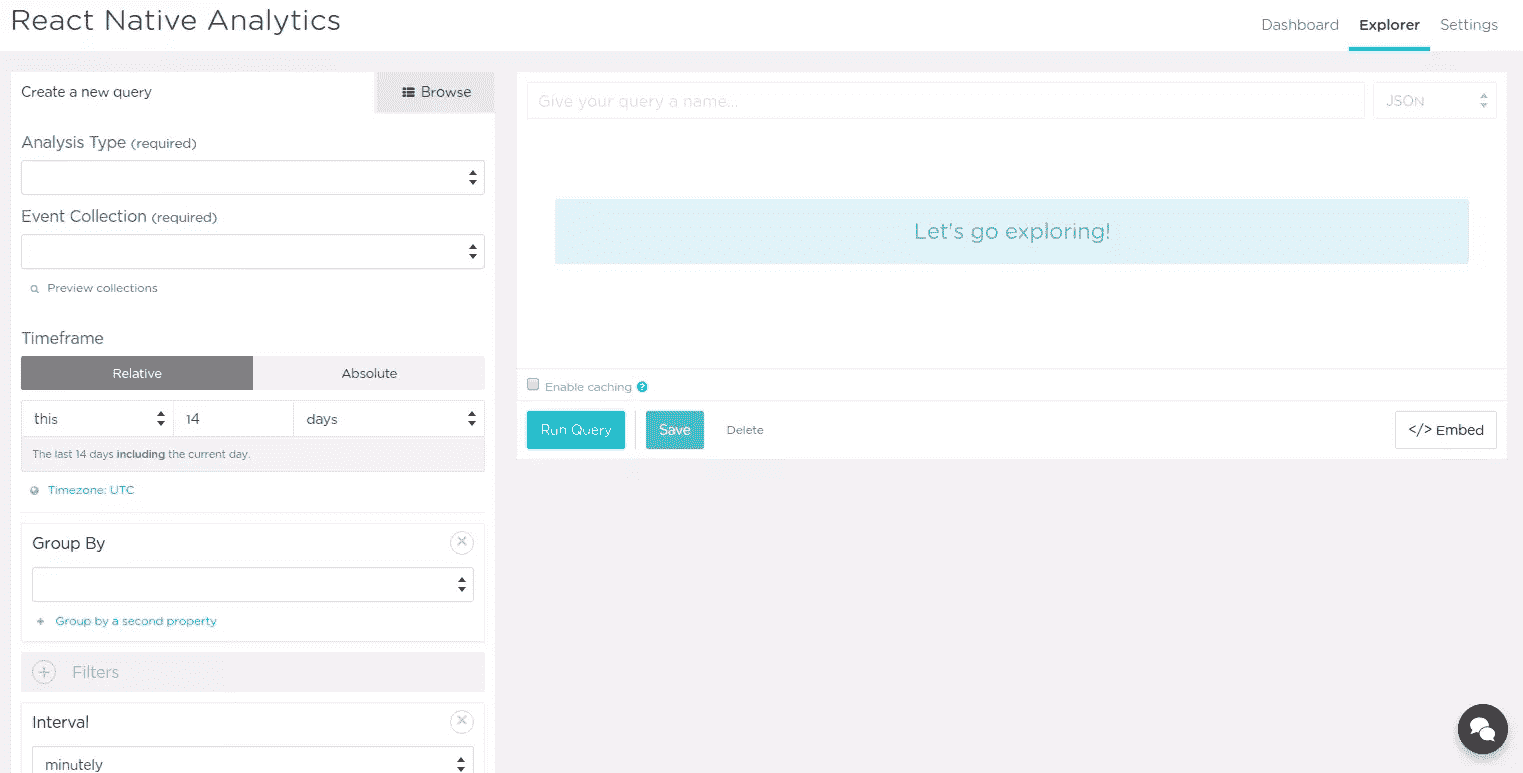 React Native Analytics
Dashboard Explorer Settings
Create a new query
Browse
Analysis Type (required)
Event Collection (required)
Preview collections
Timeframe
Relative Absolute
this 14 days
The last 14 days including the current day.
Timezone: UTC
Group By
Group by a second property
Filters
Interval
minutely
Give your query a name...
JSON
Let's go exploring!
Enable caching ?
Run Query Save Delete </> Embed